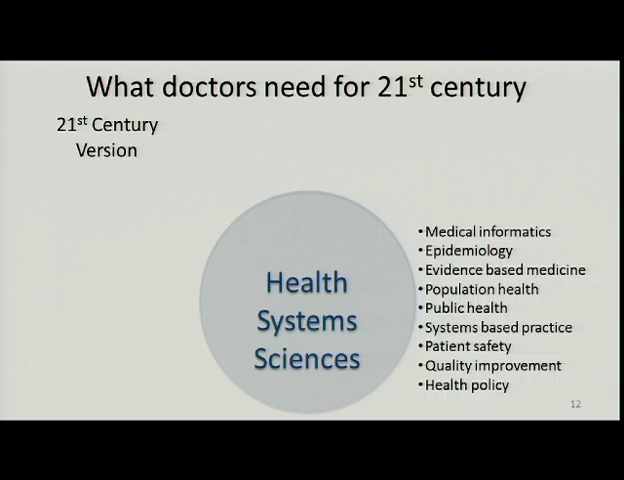 What doctors need for 21st century
21st Century
Version
Health
Systems
Sciences
•Medical informatics
•Epidemiology
•Evidence based medicine
•Population health
•Public health
•Systems based practice
•Patient safety
•Quality improvement
•Health policy
12